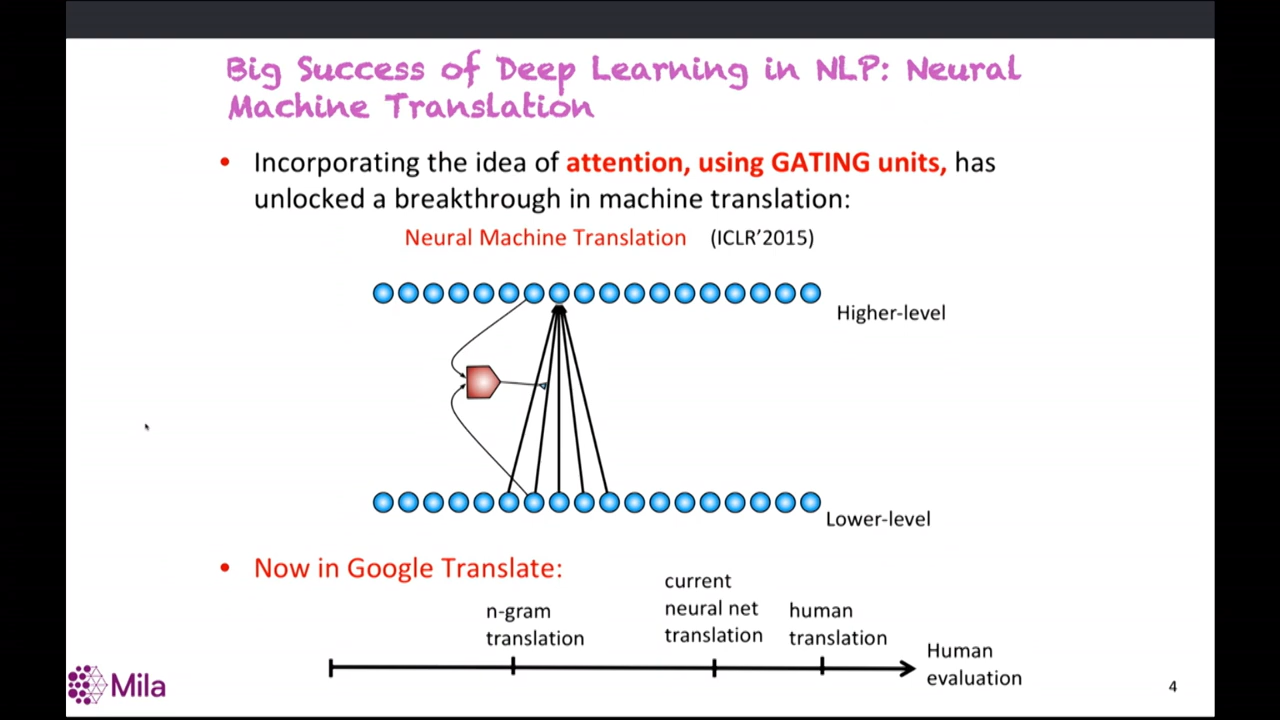 Big Success of Deep Learning in NLP: Neural
Machine Translation
• Incorporating the idea of attention, using GATING units, has
unlocked a breakthrough in machine translation:
Neural Machine Translation (ICLR’2015)
Higher-level
Lower-level
• Now in Google Translate:
n-gram
translation
current
neural net
translation
human
translation
Human
evaluation
Mila
4